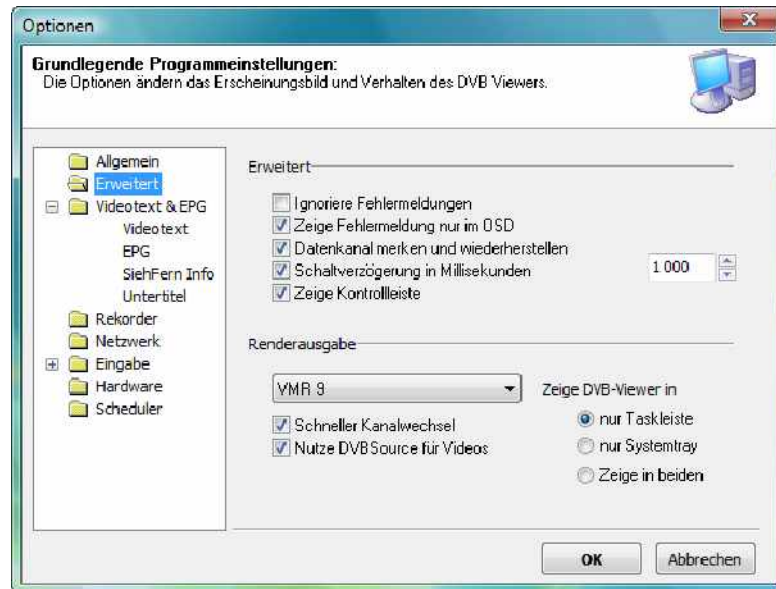 Optionen
Grundlegende Programmeinstellungen:
Die Optionen ändern das Erscheinungsbild und Verhalten des DVB Viewers.
Allgemein
Erweitert
Videotext & EPG
Videotext
EPG
SiehFern Info
Untertitel
Rekorder
Netzwerk
Eingabe
Hardware
Scheduler
Erweitert
Ignoriere Fehlermeldungen
Zeige Fehlermeldung nur im OSD
Datenkanal merken und wiederherstellen
Schaltverzögerung in Millisekunden
1000
Zeige Kontrollleiste
Renderausgabe
VMR 9
Schneller Kanalwechsel
Nutze DVBSource für Videos
Zeige DVB-Viewer in
nur Taskleiste
nur Systemtray
Zeige in beiden
OK
Abbrechen